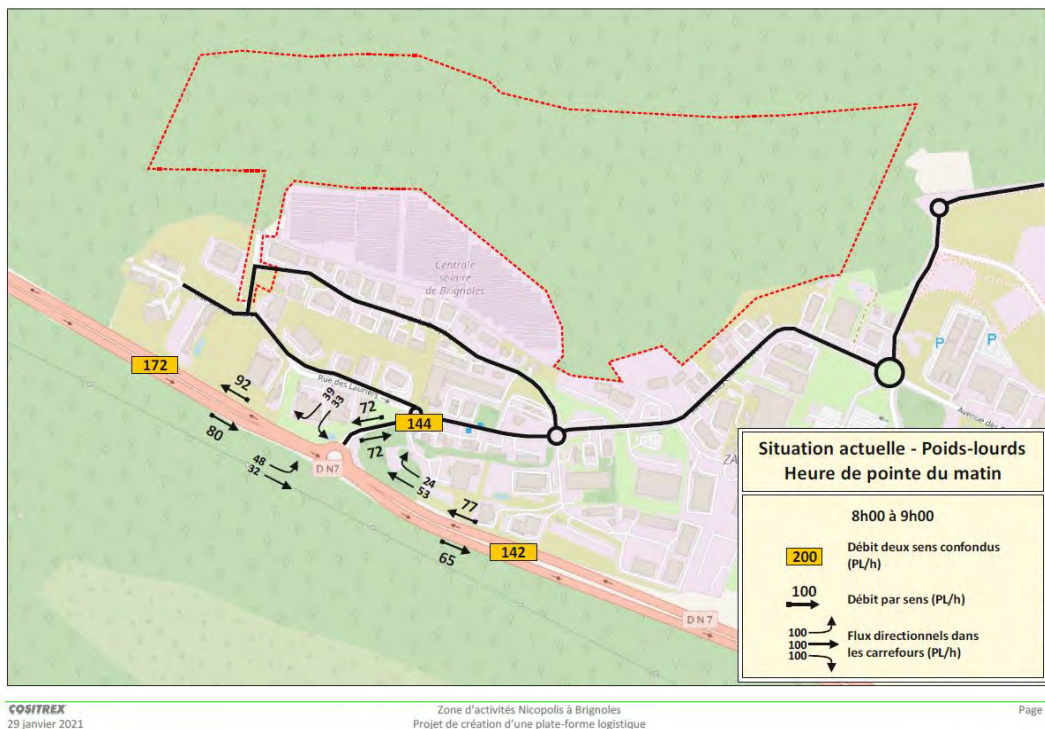 P
Centrale
solaire
de Brignoles
P
172
92
39
33
Rue des Lauriers
72
144
Avenue des
80
72
48
32
D N7
24
53
77
ZA
65
142
D N 7
Situation actuelle - Poids-lourds
Heure de pointe du matin
8h00 à 9h00
200
Débit deux sens confondus
(PL/h)
100
Débit par sens (PL/h)
100
100
100
Flux directionnels dans
les carrefours (PL/h)
COSITREX
29 janvier 2021
Zone d'activités Nicopolis à Brignoles
Projet de création d'une plate-forme logistique
Page